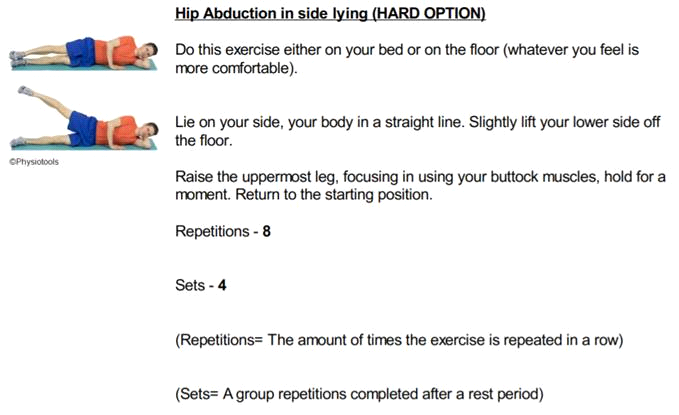 Hip Abduction in side lying (HARD OPTION)
Do this exercise either on your bed or on the floor (whatever you feel is
more comfortable).
Lie on your side, your body in a straight line. Slightly lift your lower side off
the floor.
©Physiotools
Raise the uppermost leg, focusing in using your buttock muscles, hold for a
moment. Return to the starting position.
Repetitions - 8
Sets - 4
(Repetitions= The amount of times the exercise is repeated in a row)
(Sets= A group repetitions completed after a rest period)